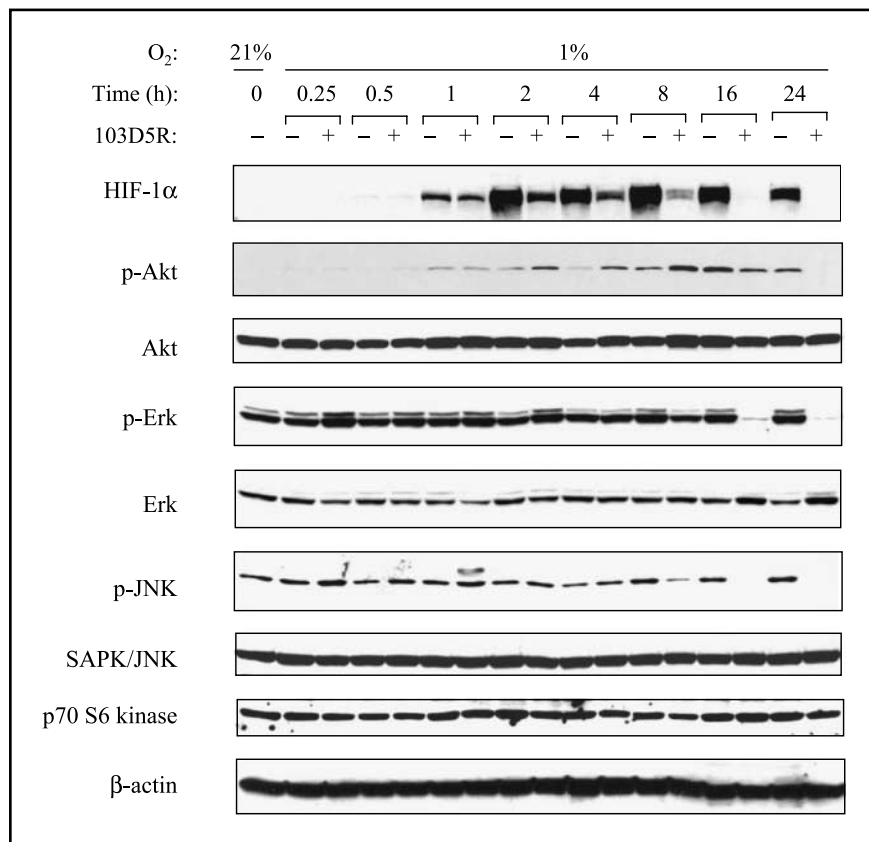 O₂: 21% 1%
Time (h): 0 0.25 0.5 1 2 4 8 16 24
103D5R: – – + – + – + – + – + – + – + – +
HIF-1α
p-Akt
Akt
p-Erk
Erk
p-JNK
SAPK/JNK
p70 S6 kinase
β-actin